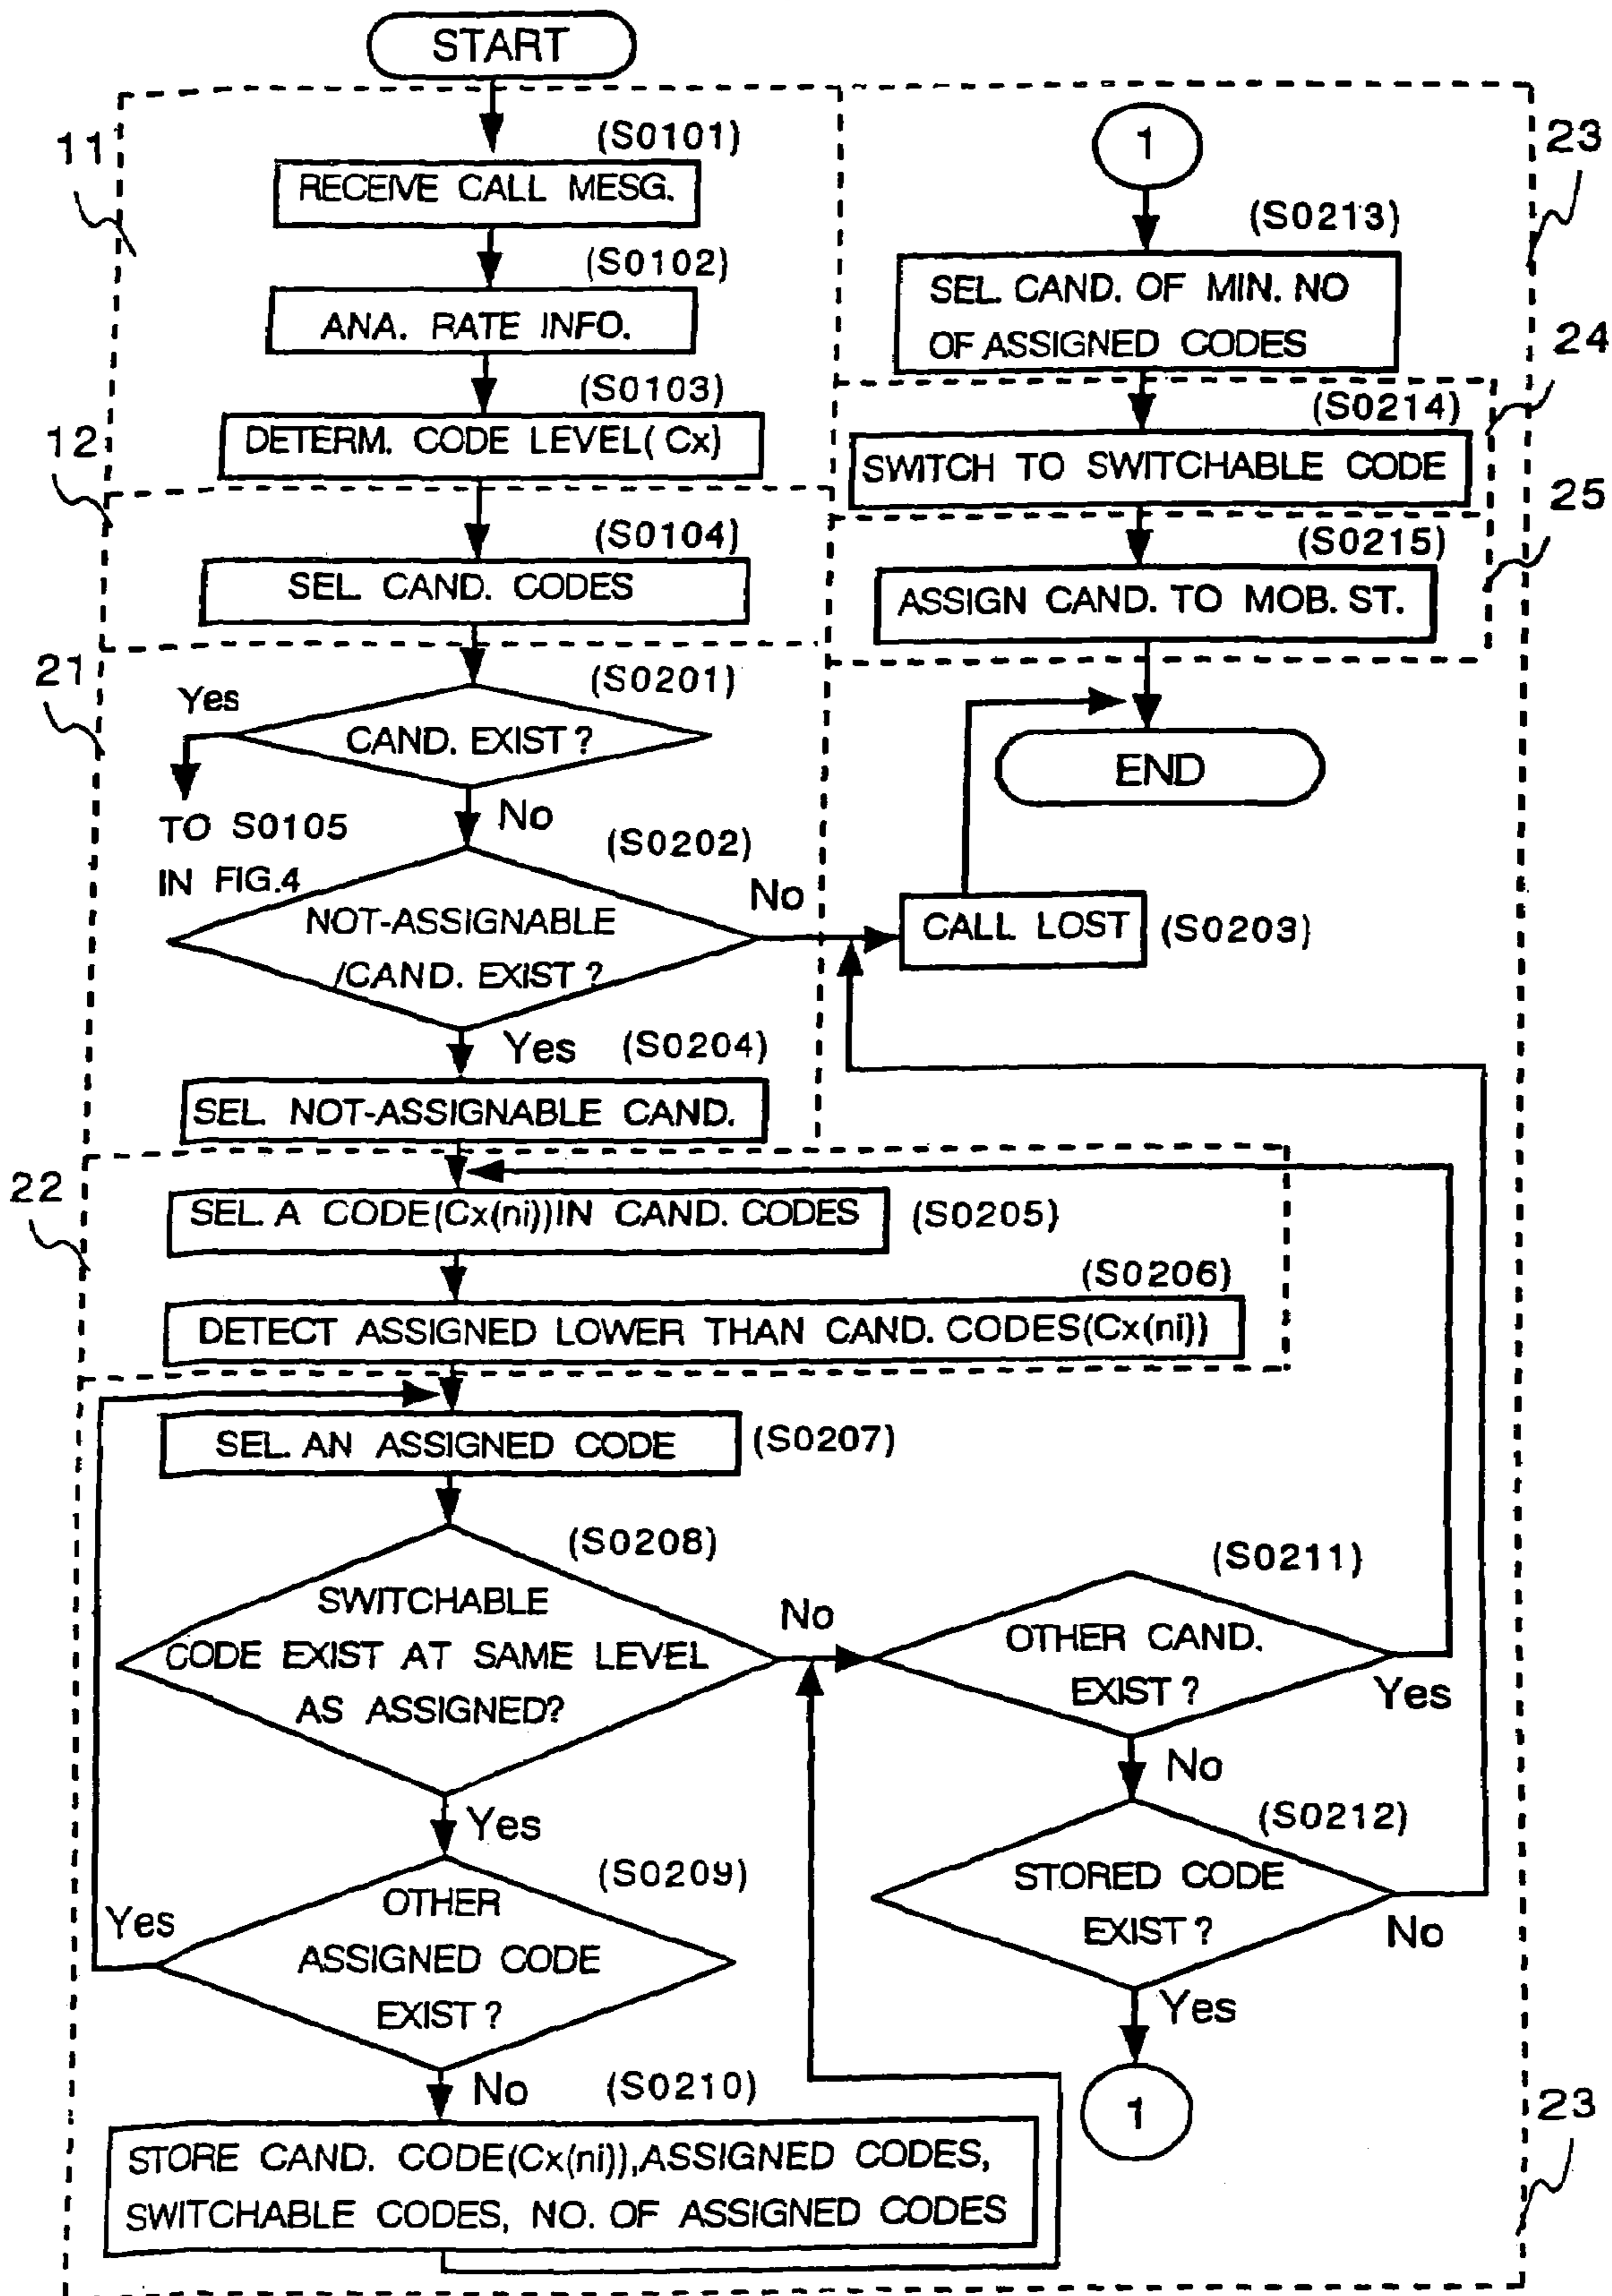 START
11
(S0101)
RECEIVE CALL MESG.
(S0102)
ANA. RATE INFO.
(S0103)
DETERM. CODE LEVEL(Cx)
12
(S0104)
SEL. CAND. CODES
21
(S0201)
CAND. EXIST?
Yes
TO S0105
IN FIG.4
No
(S0202)
NOT-ASSIGNABLE
/CAND. EXIST?
No
CALL LOST
(S0203)
Yes
(S0204)
SEL. NOT-ASSIGNABLE CAND.
22
SEL. A CODE(Cx(ni))IN CAND. CODES
(S0205)
(S0206)
DETECT ASSIGNED LOWER THAN CAND. CODES(Cx(ni))
SEL. AN ASSIGNED CODE
(S0207)
(S0208)
SWITCHABLE
CODE EXIST AT SAME LEVEL
AS ASSIGNED?
No
Yes
(S0209)
OTHER
ASSIGNED CODE
EXIST?
Yes
No
(S0210)
STORE CAND. CODE(Cx(ni)),ASSIGNED CODES,
SWITCHABLE CODES, NO. OF ASSIGNED CODES
(S0211)
OTHER CAND.
EXIST?
Yes
No
(S0212)
STORED CODE
EXIST?
No
Yes
1
23
1
23
(S0213)
SEL. CAND. OF MIN. NO
OF ASSIGNED CODES
24
(S0214)
SWITCH TO SWITCHABLE CODE
25
(S0215)
ASSIGN CAND. TO MOB. ST.
END